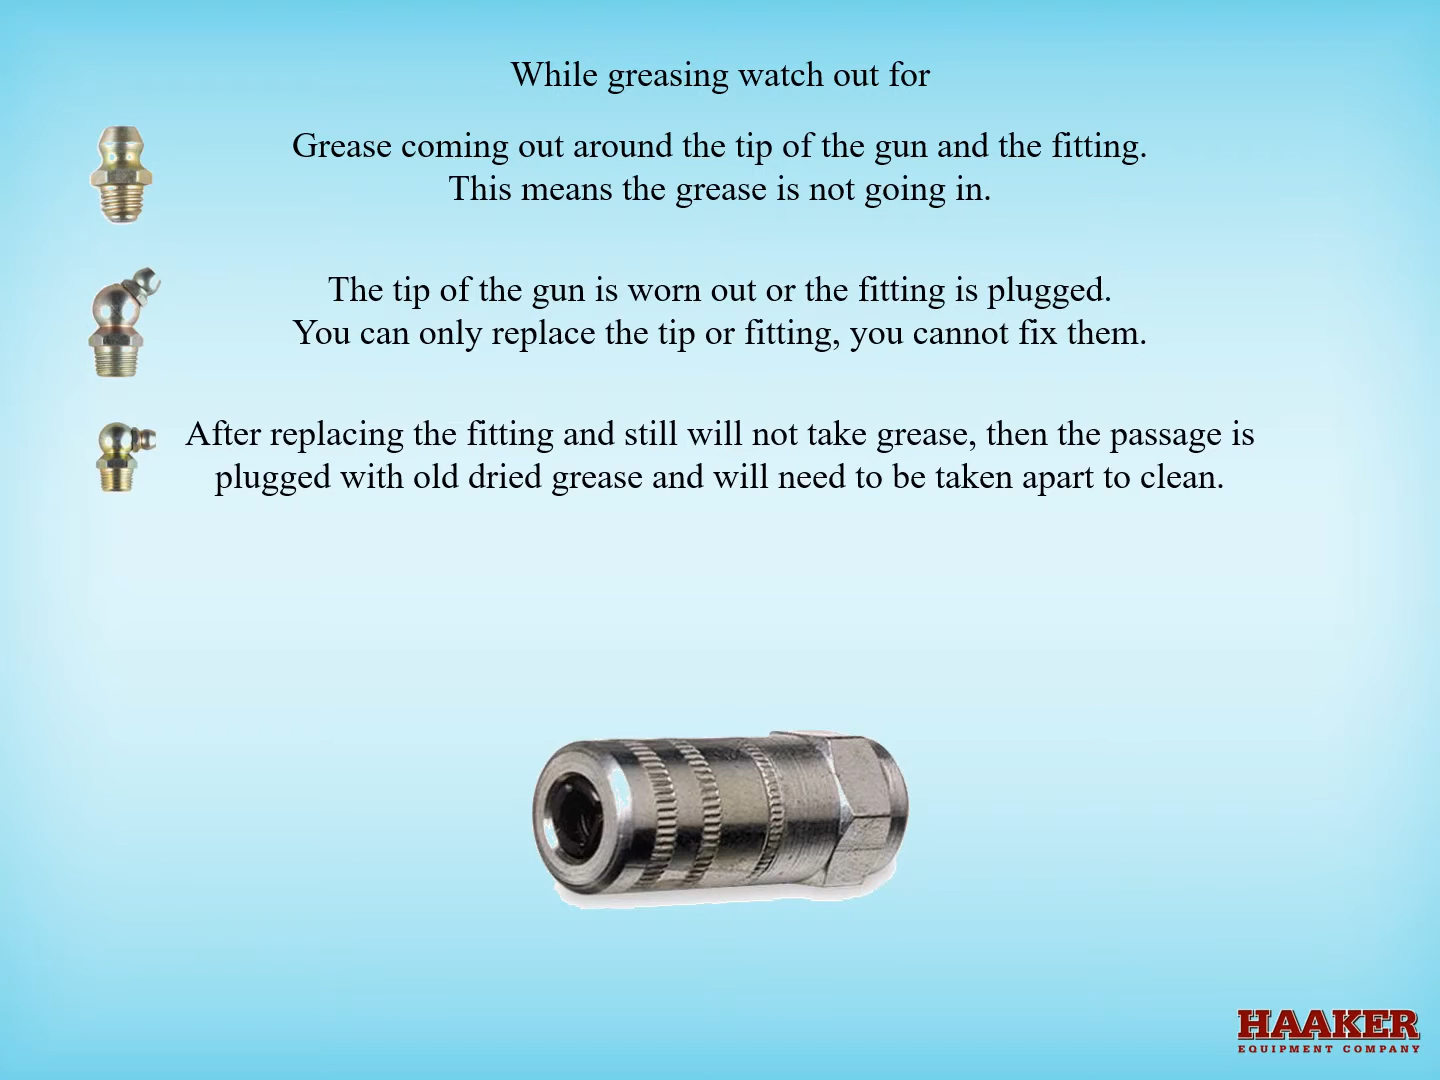 While greasing watch out for
Grease coming out around the tip of the gun and the fitting.
This means the grease is not going in.
The tip of the gun is worn out or the fitting is plugged.
You can only replace the tip or fitting, you cannot fix them.
After replacing the fitting and still will not take grease, then the passage is
plugged with old dried grease and will need to be taken apart to clean.
HAAKER
EQUIPMENT COMPANY